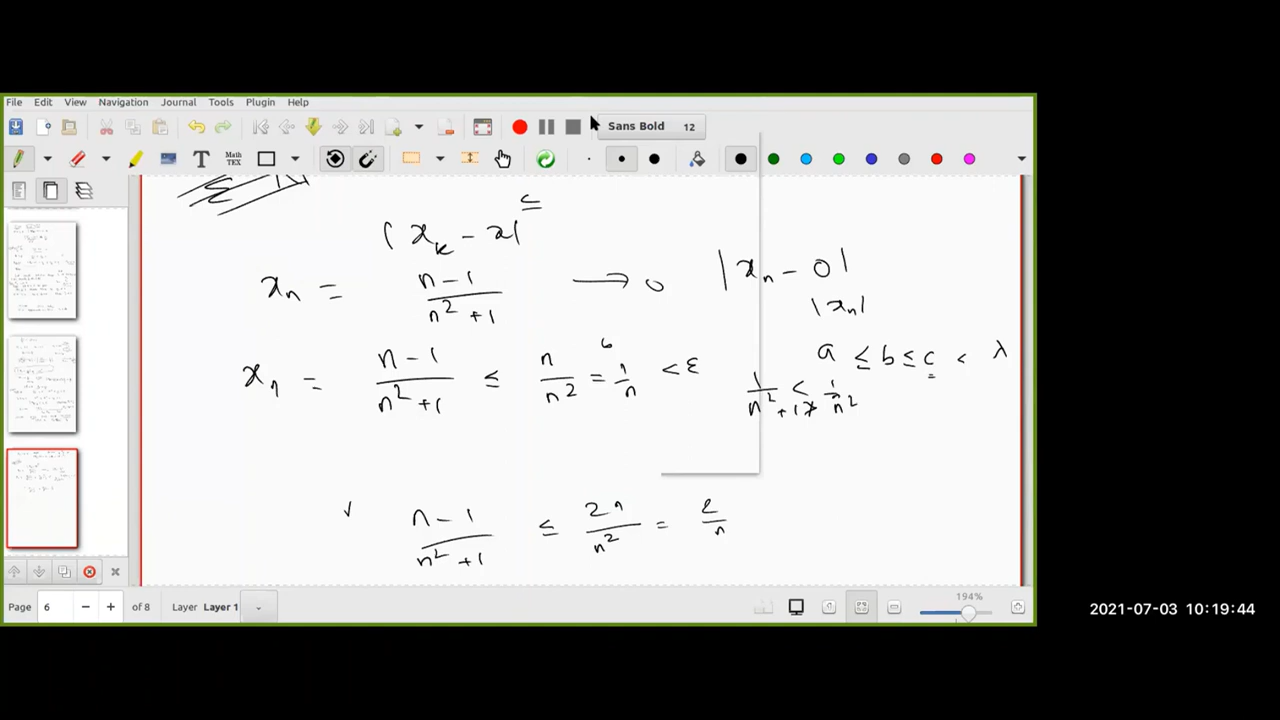 File Edit View Navigation Journal Tools Plugin Help
Sans Bold 12
Math TEX
≤
|x_k - x|
x_n = (n-1)/(n^2+1) → 0
|x_n - 0|
|x_n|
x_n = (n-1)/(n^2+1) ≤ n/n^2 = 1/n < ε
a ≤ b ≤ c < λ
1/(n^2+1) < 1/n^2
√ (n-1)/(n^2+1) ≤ 2n/n^2 = 2/n
Page 6 of 8 Layer Layer 1 194%
2021-07-03 10:19:44